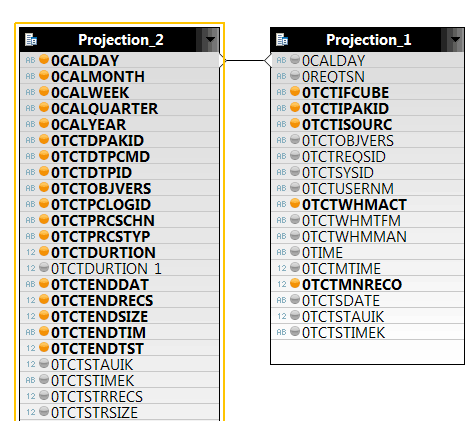 Projection_2
AB 0CALDAY
AB 0CALMONTH
AB 0CALWEEK
AB 0CALQUARTER
AB 0CALYEAR
AB 0TCTDPAKID
AB 0TCTDTPCMD
AB 0TCTDTPID
AB 0TCTOBJVERS
AB 0TCTPCLOGID
AB 0TCTPRCSCHN
AB 0TCTPRCSTYP
12 0TCTDURTION
12 0TCTDURTION_1
AB 0TCTENDDAT
12 0TCTENDRECS
12 0TCTENDSIZE
AB 0TCTENDTIM
12 0TCTENDTST
12 0TCTSTAUIK
AB 0TCTSTIMEK
12 0TCTSTRRECS
12 0TCTSTRSIZE
Projection_1
AB 0CALDAY
AB 0REQTSN
AB 0TCTIFCUBE
AB 0TCTIPAKID
AB 0TCTISOURC
AB 0TCTOBJVERS
AB 0TCTREQSID
AB 0TCTSYSID
AB 0TCTUSERNM
AB 0TCTWHMACT
AB 0TCTWHMTFM
AB 0TCTWHMMAN
AB 0TIME
12 0TCTMTIME
12 0TCTMNRECO
AB 0TCTSDATE
12 0TCTSTAUIK
AB 0TCTSTIMEK